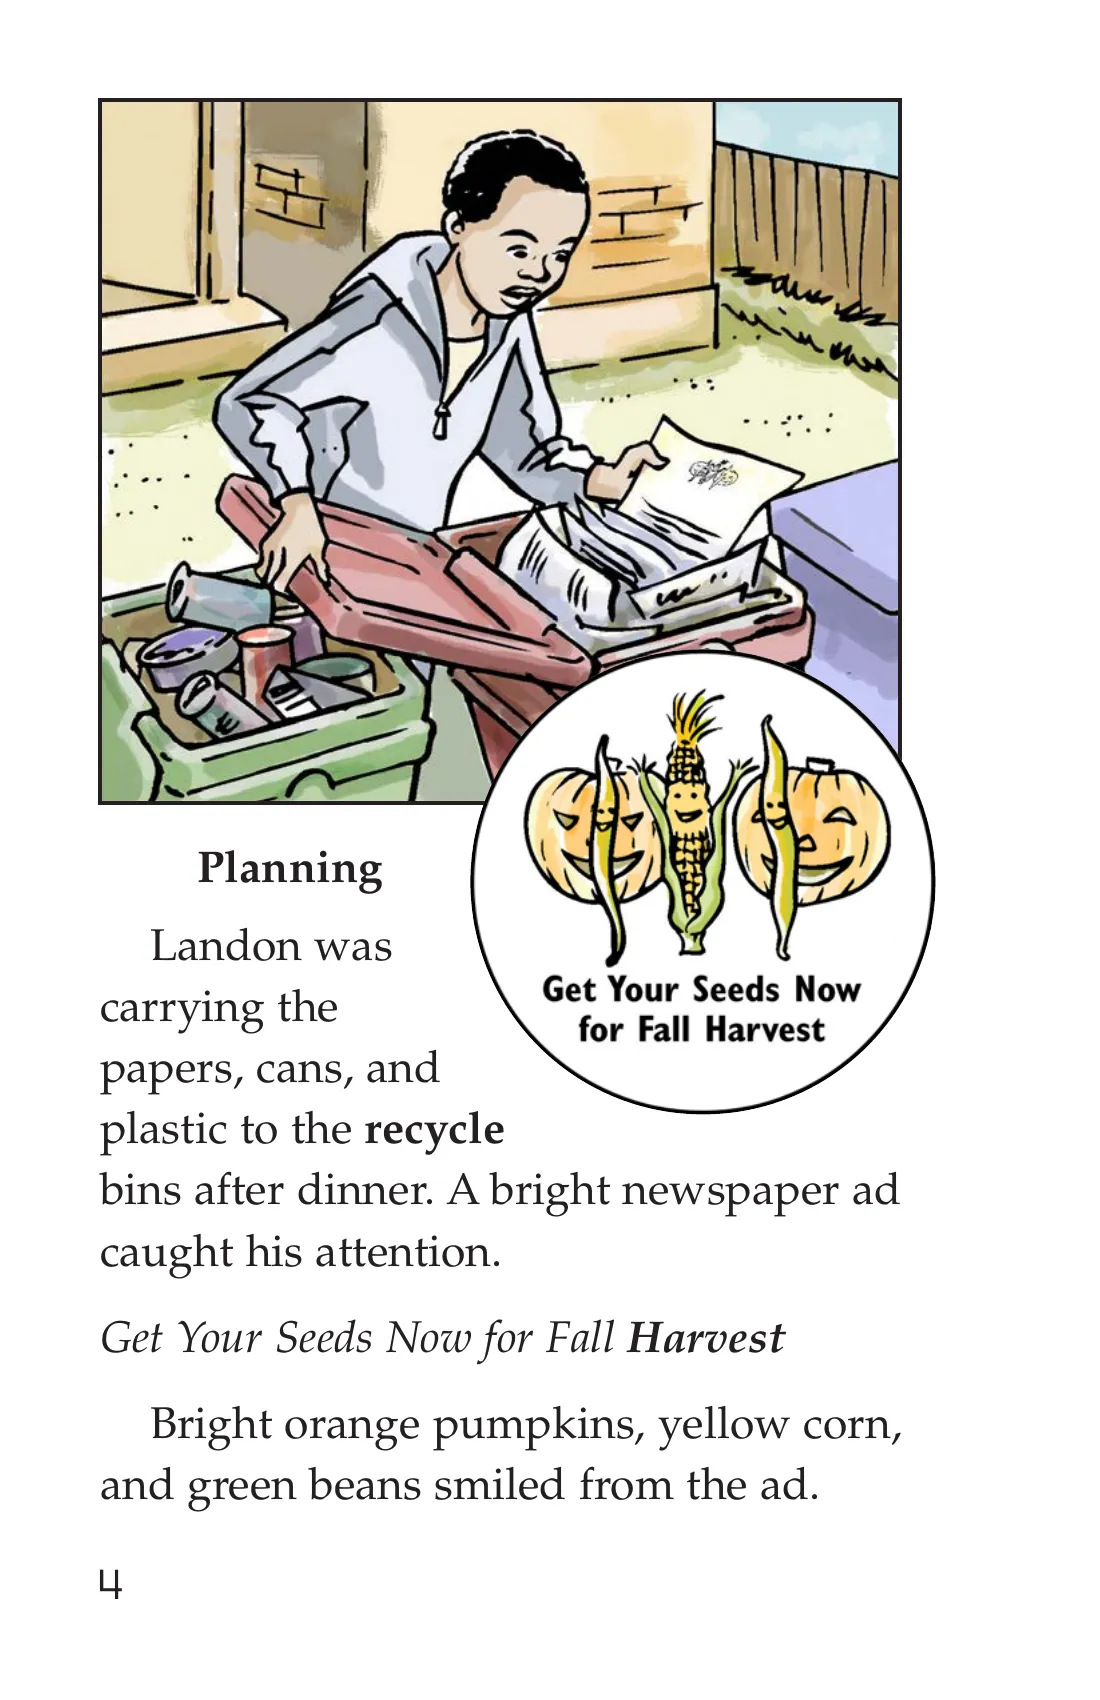 Get Your Seeds Now
for Fall Harvest
Planning
Landon was
carrying the
papers, cans, and
plastic to the recycle
bins after dinner. A bright newspaper ad
caught his attention.
Get Your Seeds Now for Fall Harvest
Bright orange pumpkins, yellow corn,
and green beans smiled from the ad.
4